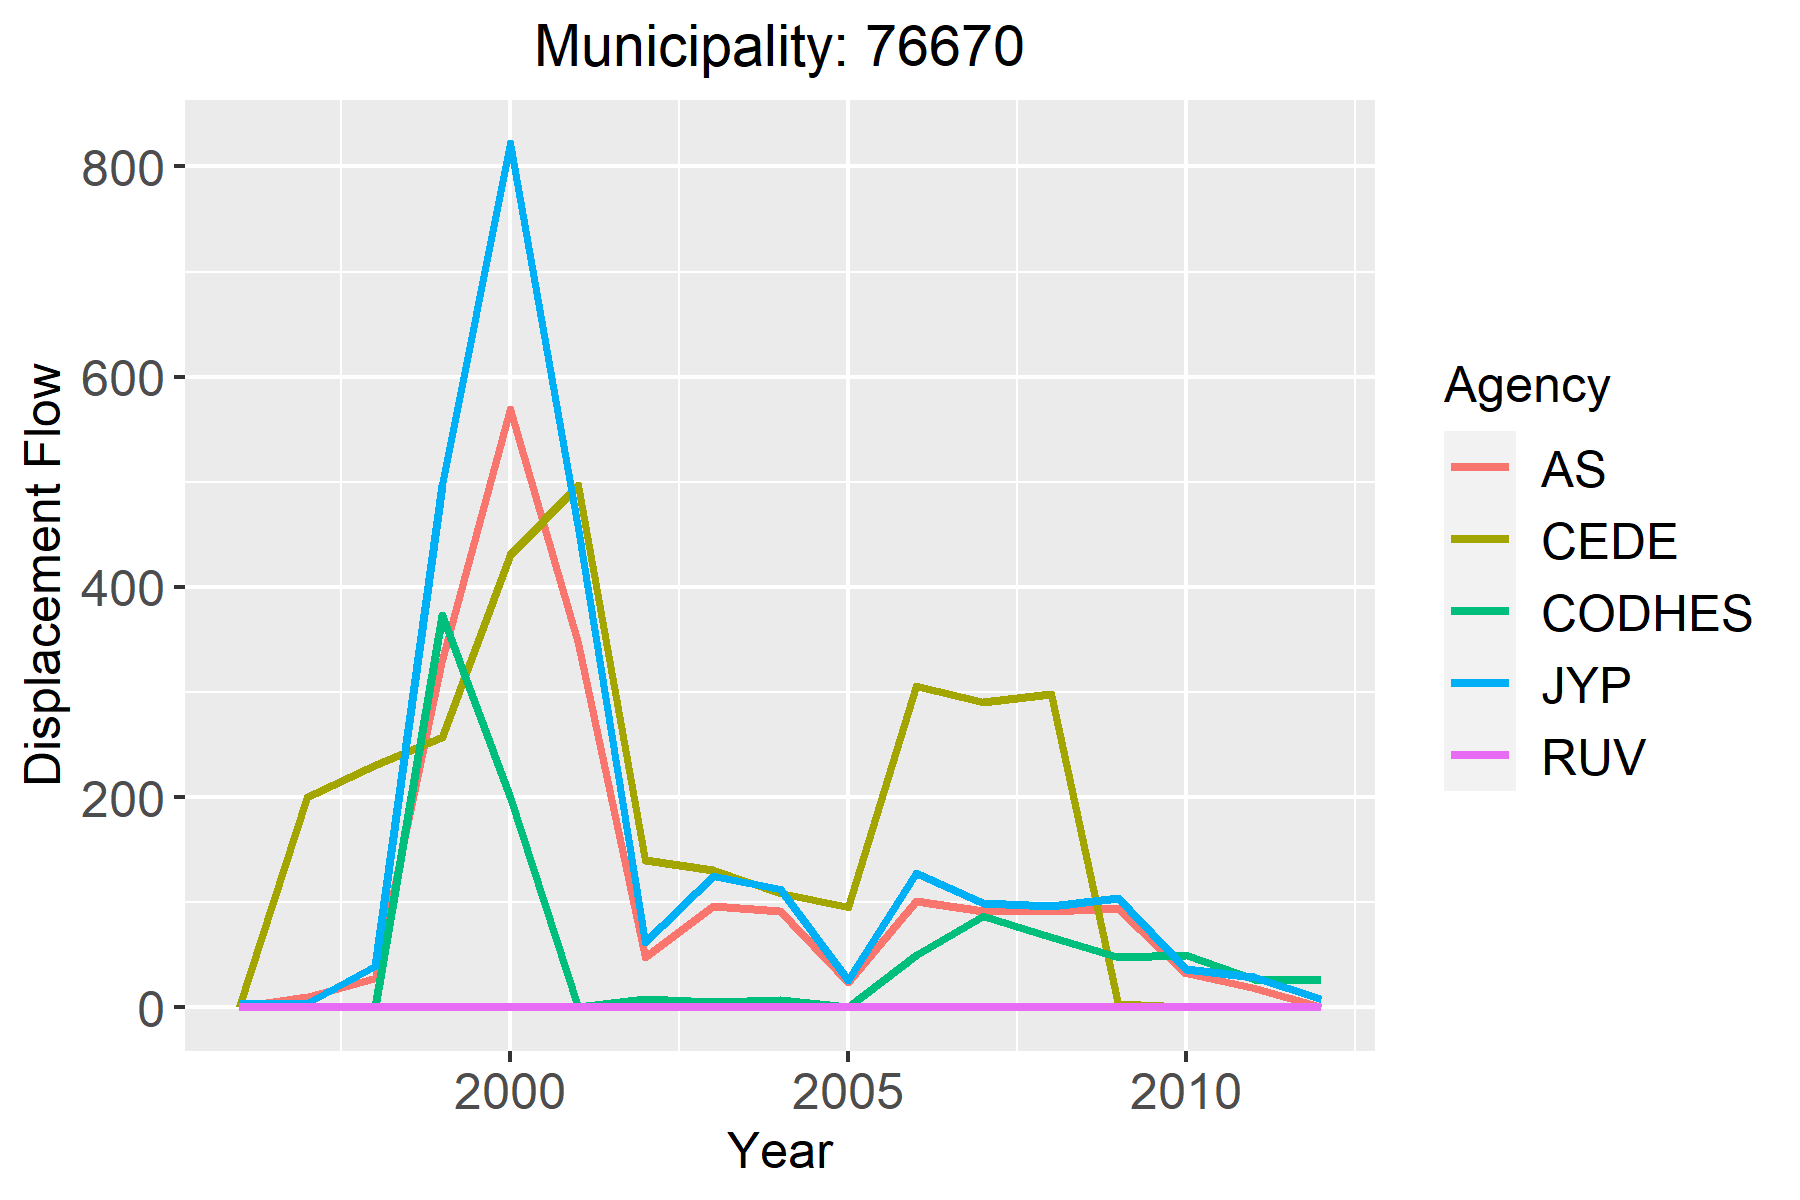 Municipality: 76670
Displacement Flow
800
600
400
200
0
2000
2005
2010
Year
Agency
AS
CEDE
CODHES
JYP
RUV